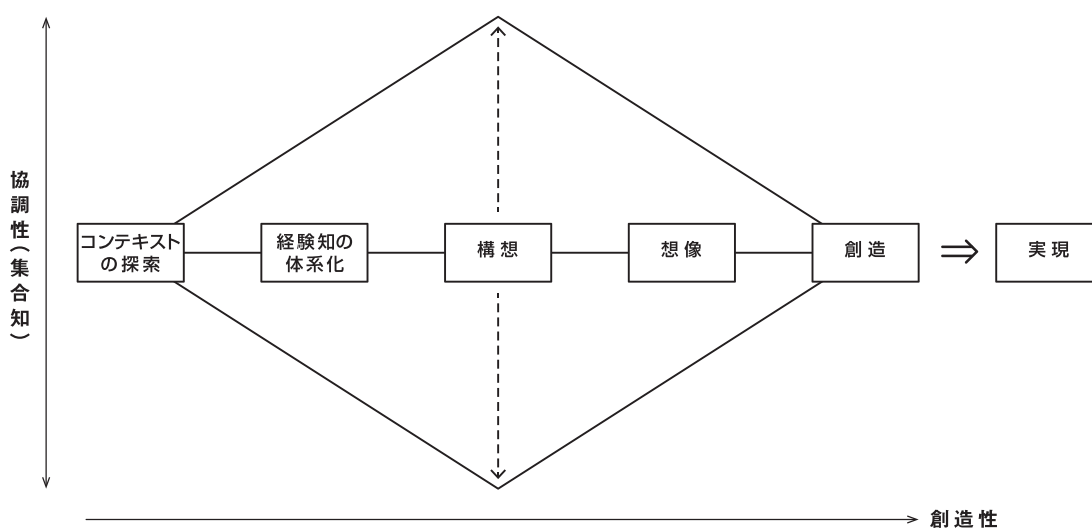 協調性(集合知)
コンテキスト
の探索
経験知の
体系化
構想
想像
創造
実現
創造性